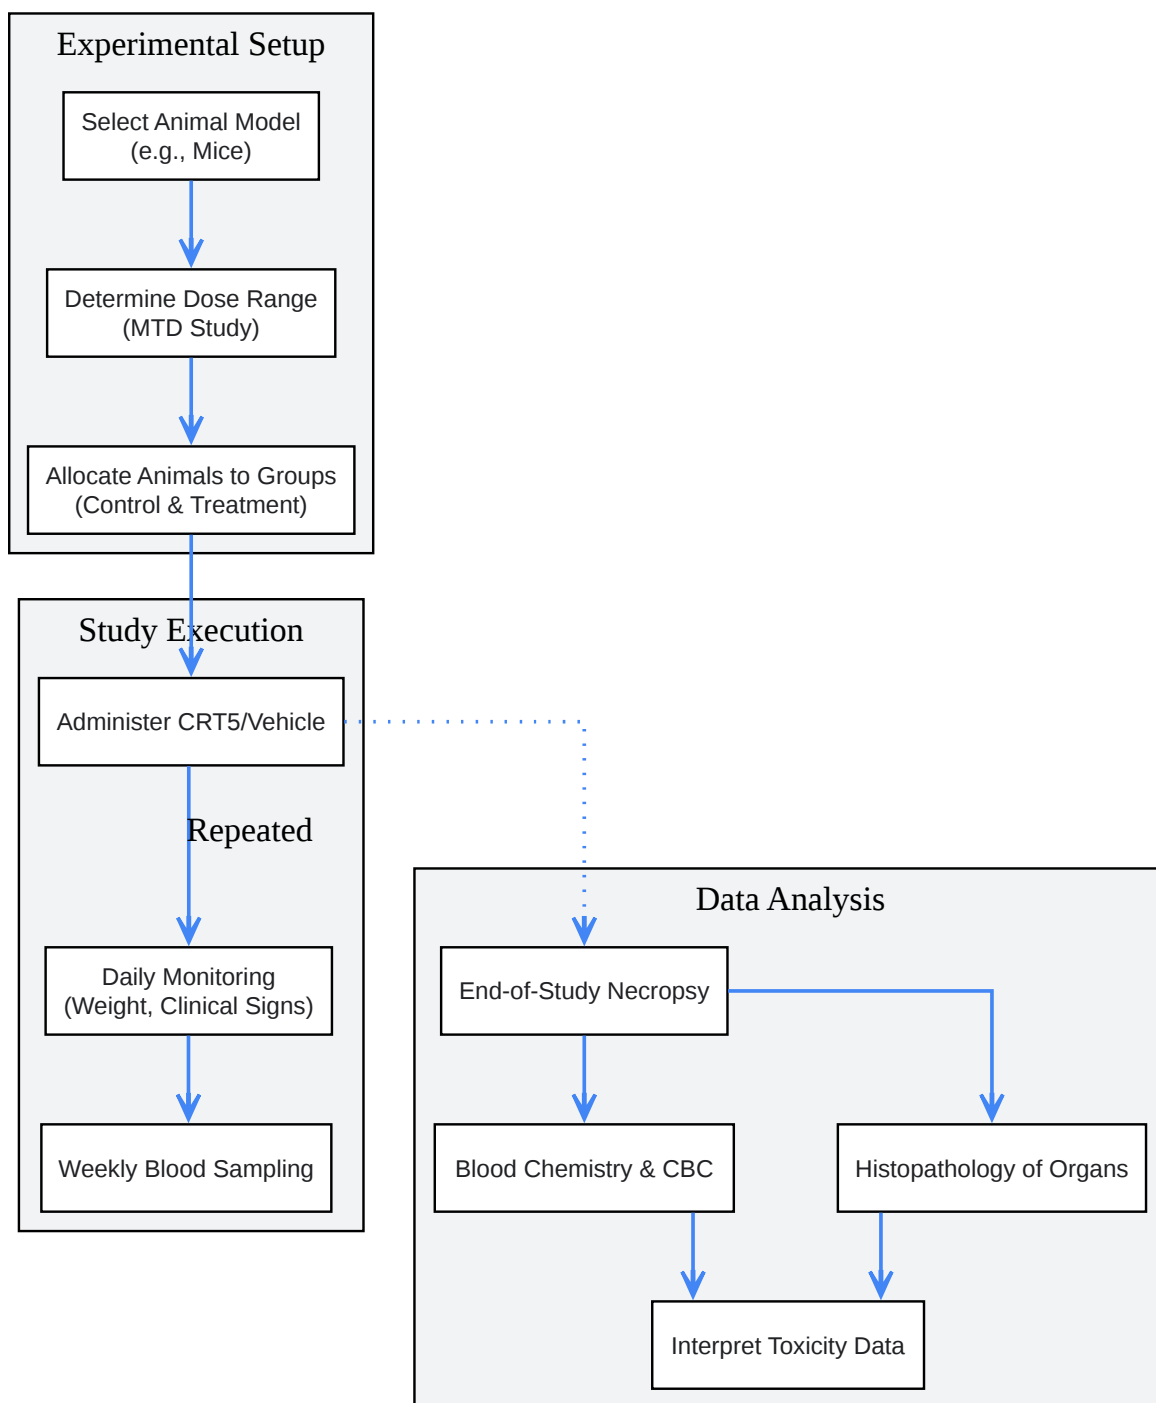 Experimental Setup
Select Animal Model
(e.g., Mice)
Determine Dose Range
(MTD Study)
Allocate Animals to Groups
(Control & Treatment)
Study Execution
Administer CRT5/Vehicle
Repeated
Daily Monitoring
(Weight, Clinical Signs)
Weekly Blood Sampling
Data Analysis
End-of-Study Necropsy
Blood Chemistry & CBC
Histopathology of Organs
Interpret Toxicity Data